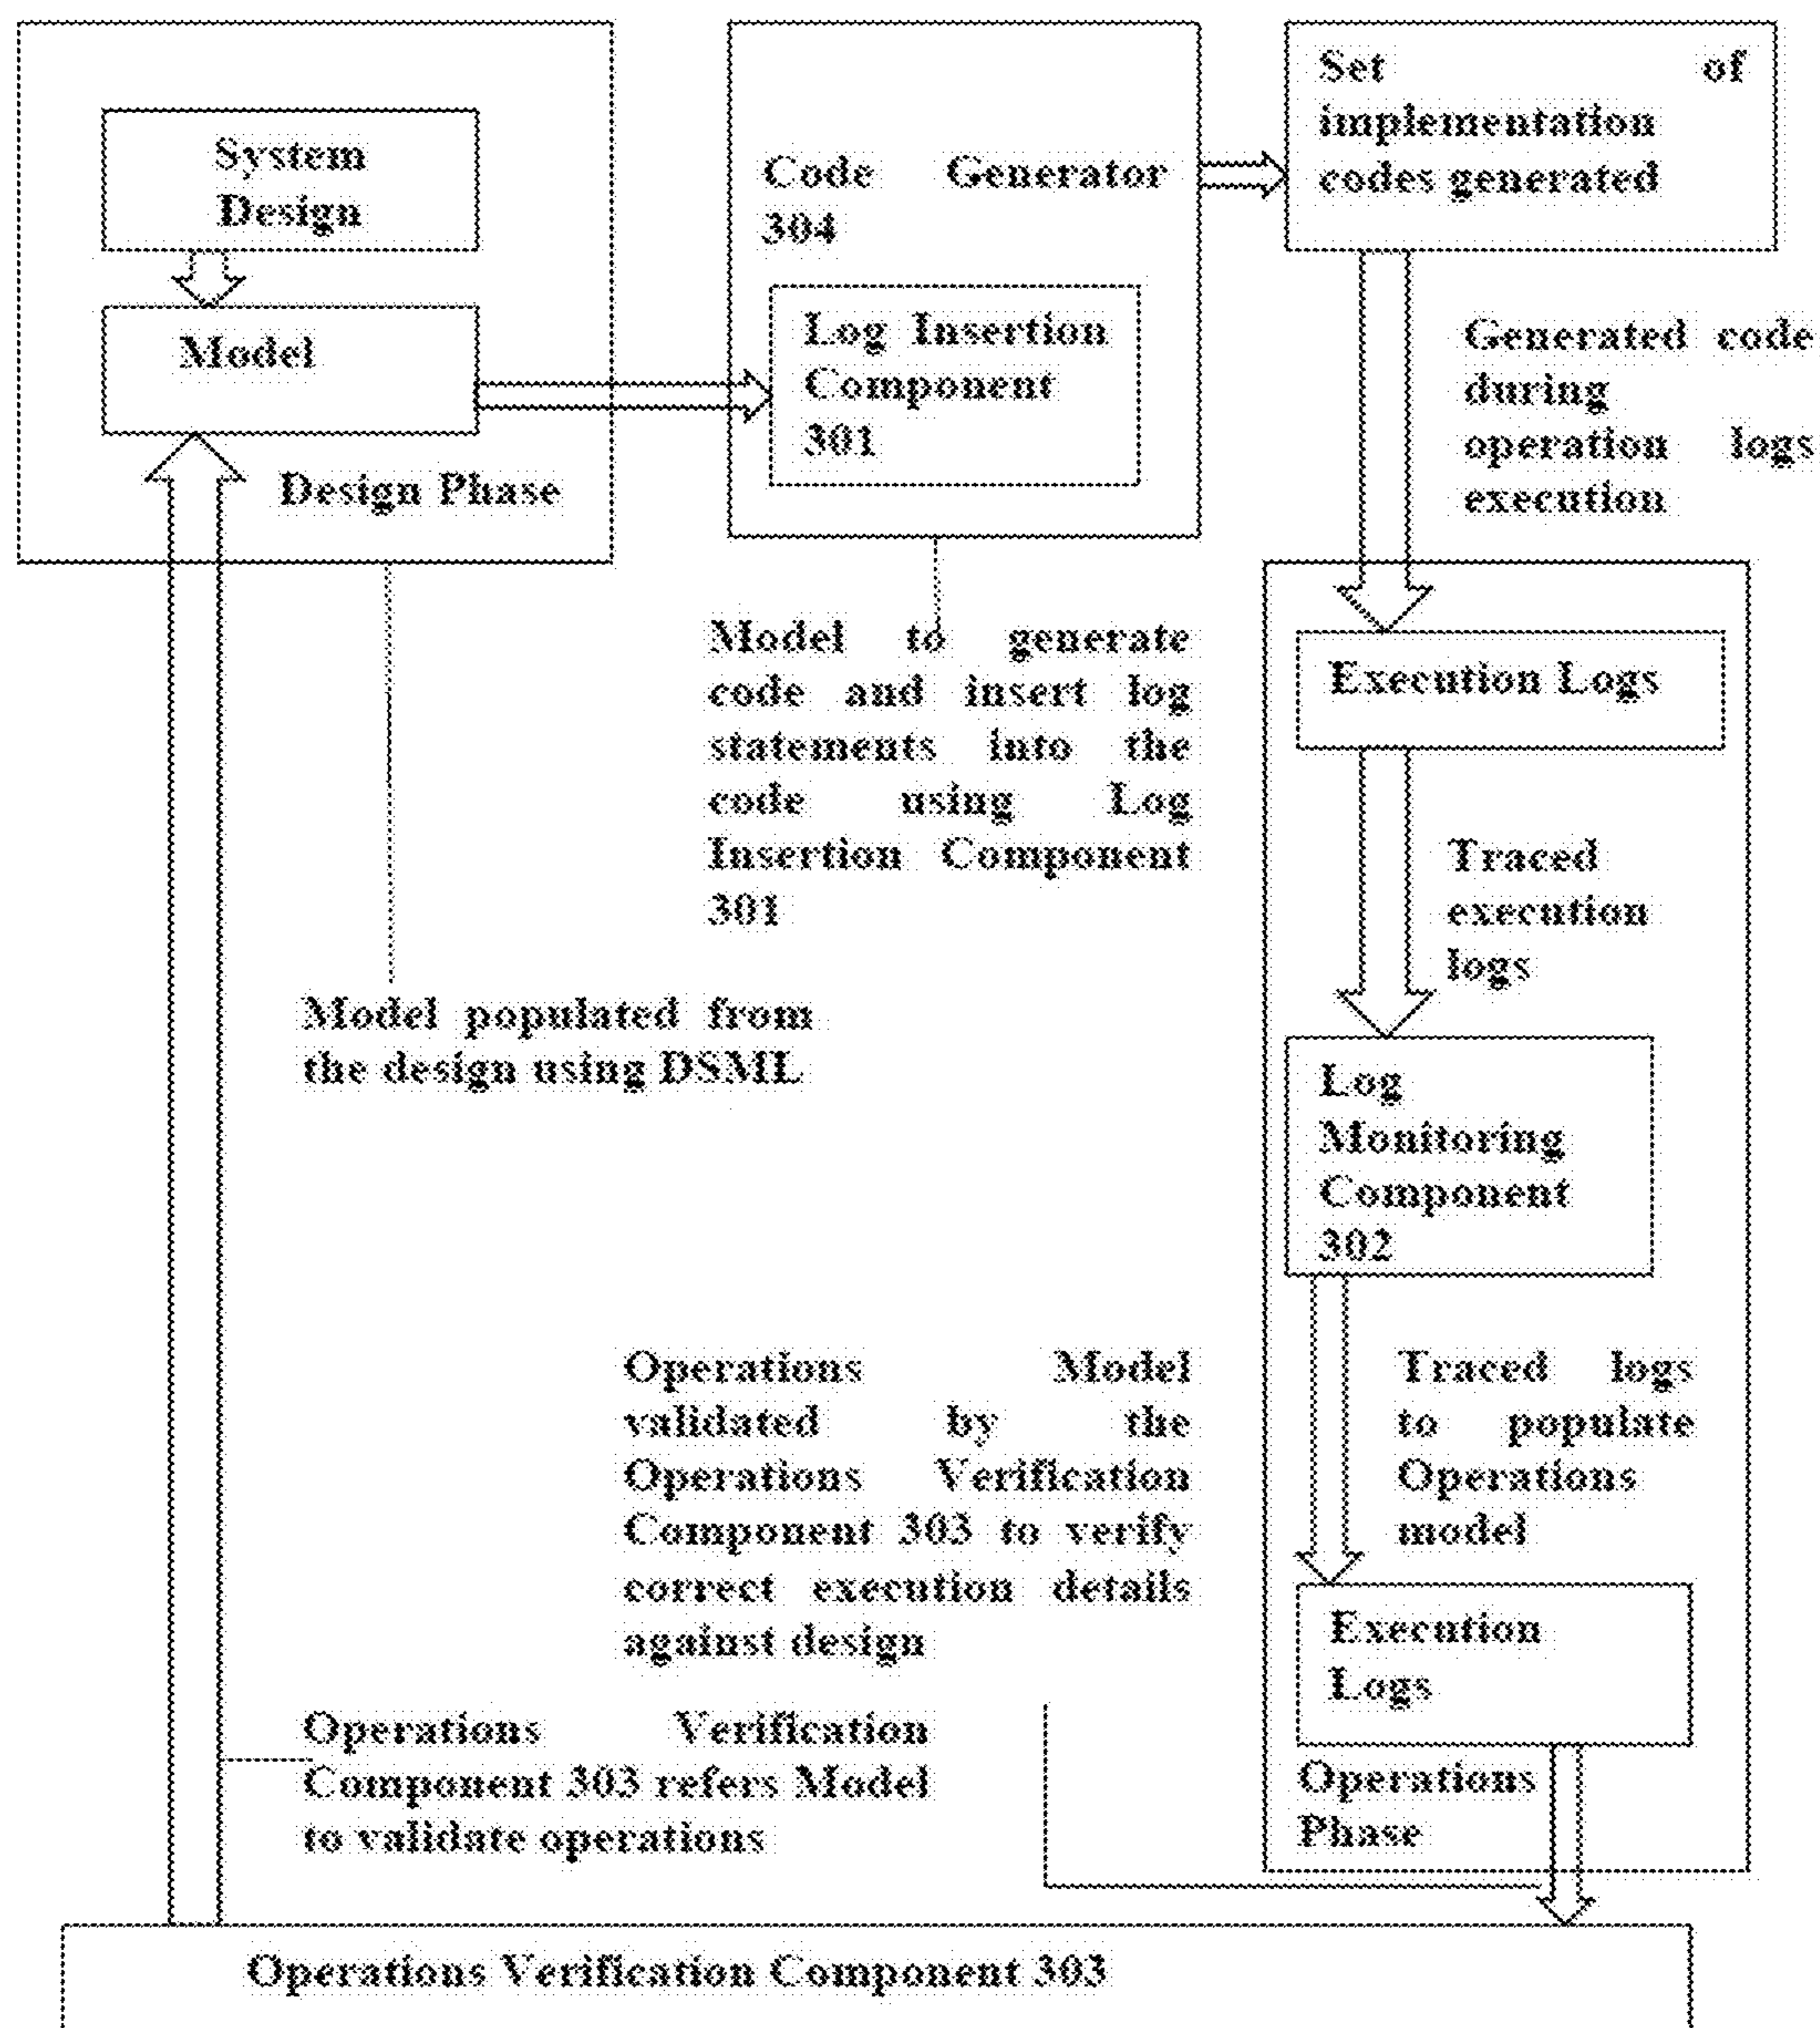 System
Design
Model
Design Phase
Code Generator
304
Log Insertion
Component
301
Set of
implementation
codes generated
Generated code
during
operation logs
execution
Model to generate
code and insert log
statements into the
code using Log
Insertion Component
301
Model populated from
the design using DSML
Execution Logs
Traced
execution
logs
Log
Monitoring
Component
302
Traced logs
to populate
Operations
model
Execution
Logs
Operations
Phase
Operations Model
validated by the
Operations Verification
Component 303 to verify
correct execution details
against design
Operations Verification
Component 303 refers Model
to validate operations
Operations Verification Component 303